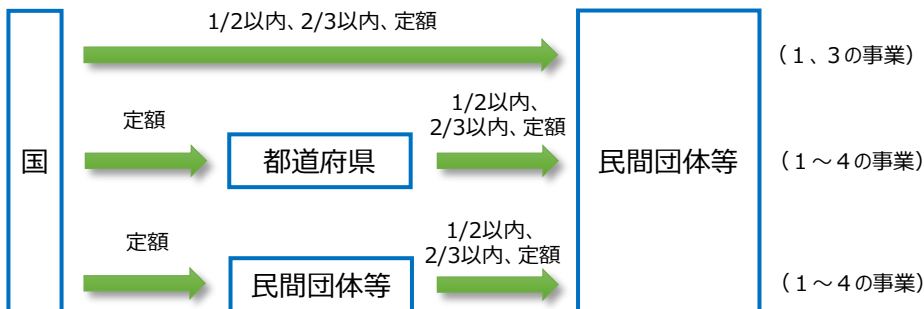 1/2以内、2/3以内、定額
(1、3の事業)
定額
1/2以内、
2/3以内、定額
国
都道府県
民間団体等
(1～4の事業)
定額
1/2以内、
2/3以内、定額
民間団体等
(1～4の事業)